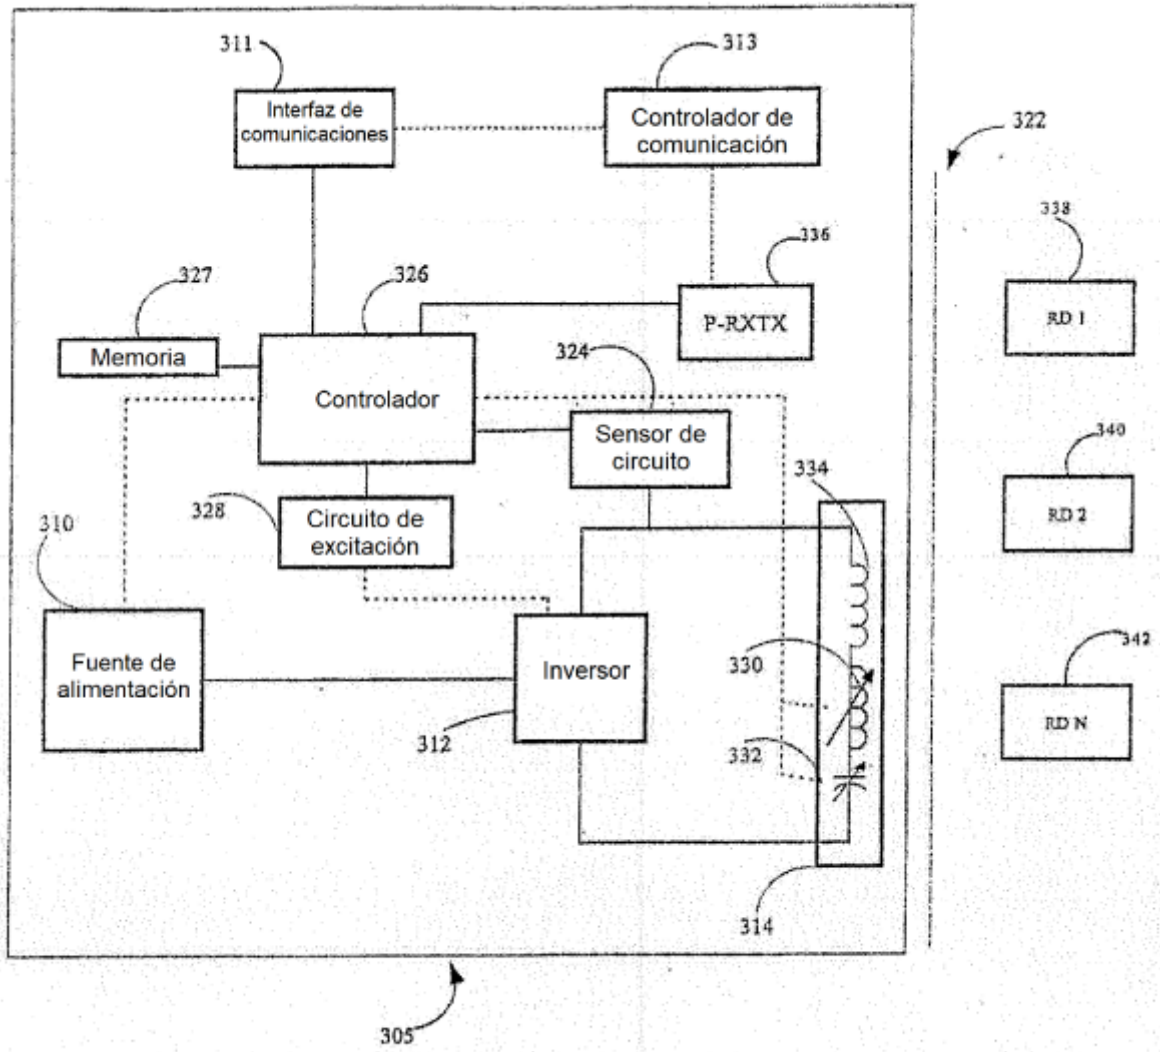 311
313
Interfaz de
comunicaciones
Controlador de
comunicación
322
338
336
327
326
RD 1
P-RXTX
Memoria
324
Controlador
Sensor de
circuito
340
334
328
Circuito de
excitación
RD 2
310
Fuente de
alimentación
Inversor
330
342
312
332
RD N
314
305